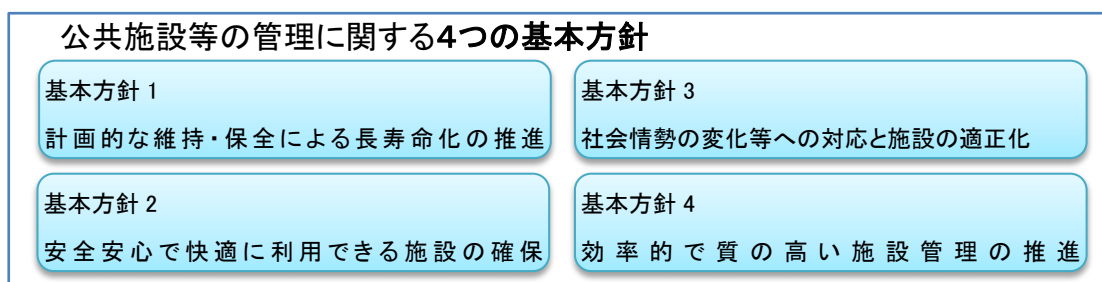 公共施設等の管理に関する4つの基本方針
基本方針 1
計画的な維持・保全による長寿命化の推進
基本方針 2
安全安心で快適に利用できる施設の確保
基本方針 3
社会情勢の変化等への対応と施設の適正化
基本方針 4
効率的で質の高い施設管理の推進